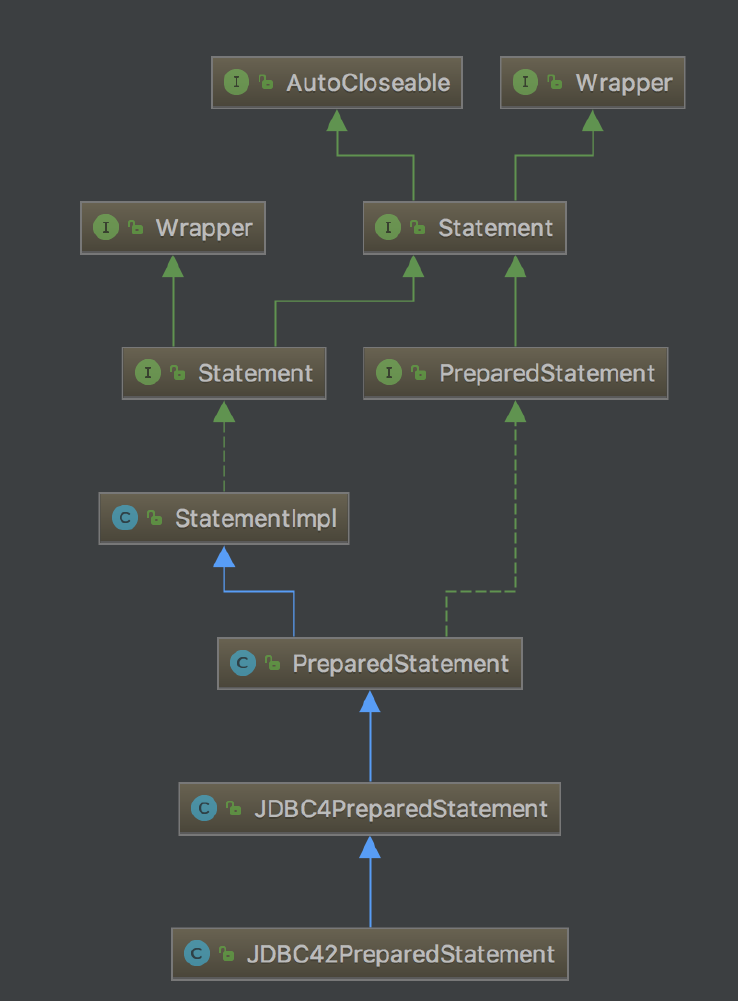 I AutoCloseable
I Wrapper
I Wrapper
I Statement
I Statement
I PreparedStatement
C StatementImpl
C PreparedStatement
C JDBC4PreparedStatement
C JDBC42PreparedStatement